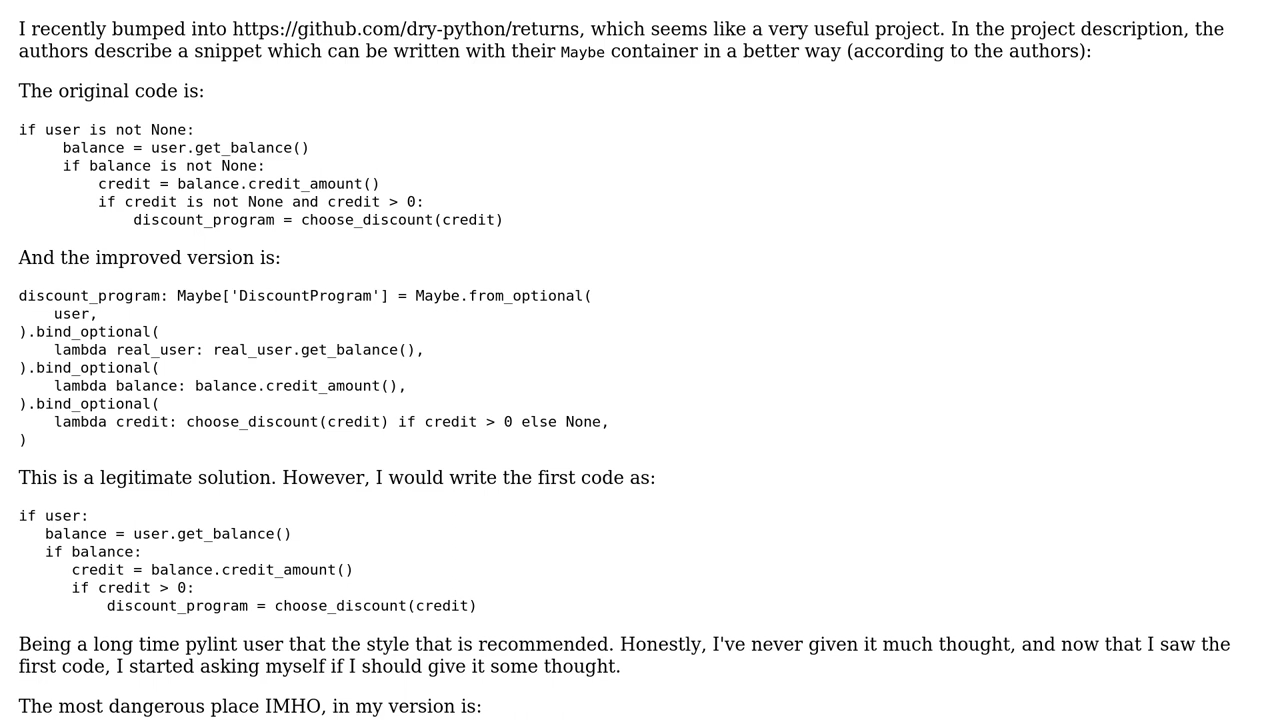 I recently bumped into https://github.com/dry-python/returns, which seems like a very useful project. In the project description, the
authors describe a snippet which can be written with their Maybe container in a better way (according to the authors):
The original code is:
if user is not None:
     balance = user.get_balance()
     if balance is not None:
         credit = balance.credit_amount()
         if credit is not None and credit > 0:
             discount_program = choose_discount(credit)
And the improved version is:
discount_program: Maybe['DiscountProgram'] = Maybe.from_optional(
    user,
).bind_optional(
    lambda real_user: real_user.get_balance(),
).bind_optional(
    lambda balance: balance.credit_amount(),
).bind_optional(
    lambda credit: choose_discount(credit) if credit > 0 else None,
)
This is a legitimate solution. However, I would write the first code as:
if user:
   balance = user.get_balance()
   if balance:
      credit = balance.credit_amount()
      if credit > 0:
          discount_program = choose_discount(credit)
Being a long time pylint user that the style that is recommended. Honestly, I've never given it much thought, and now that I saw the
first code, I started asking myself if I should give it some thought.
The most dangerous place IMHO, in my version is: